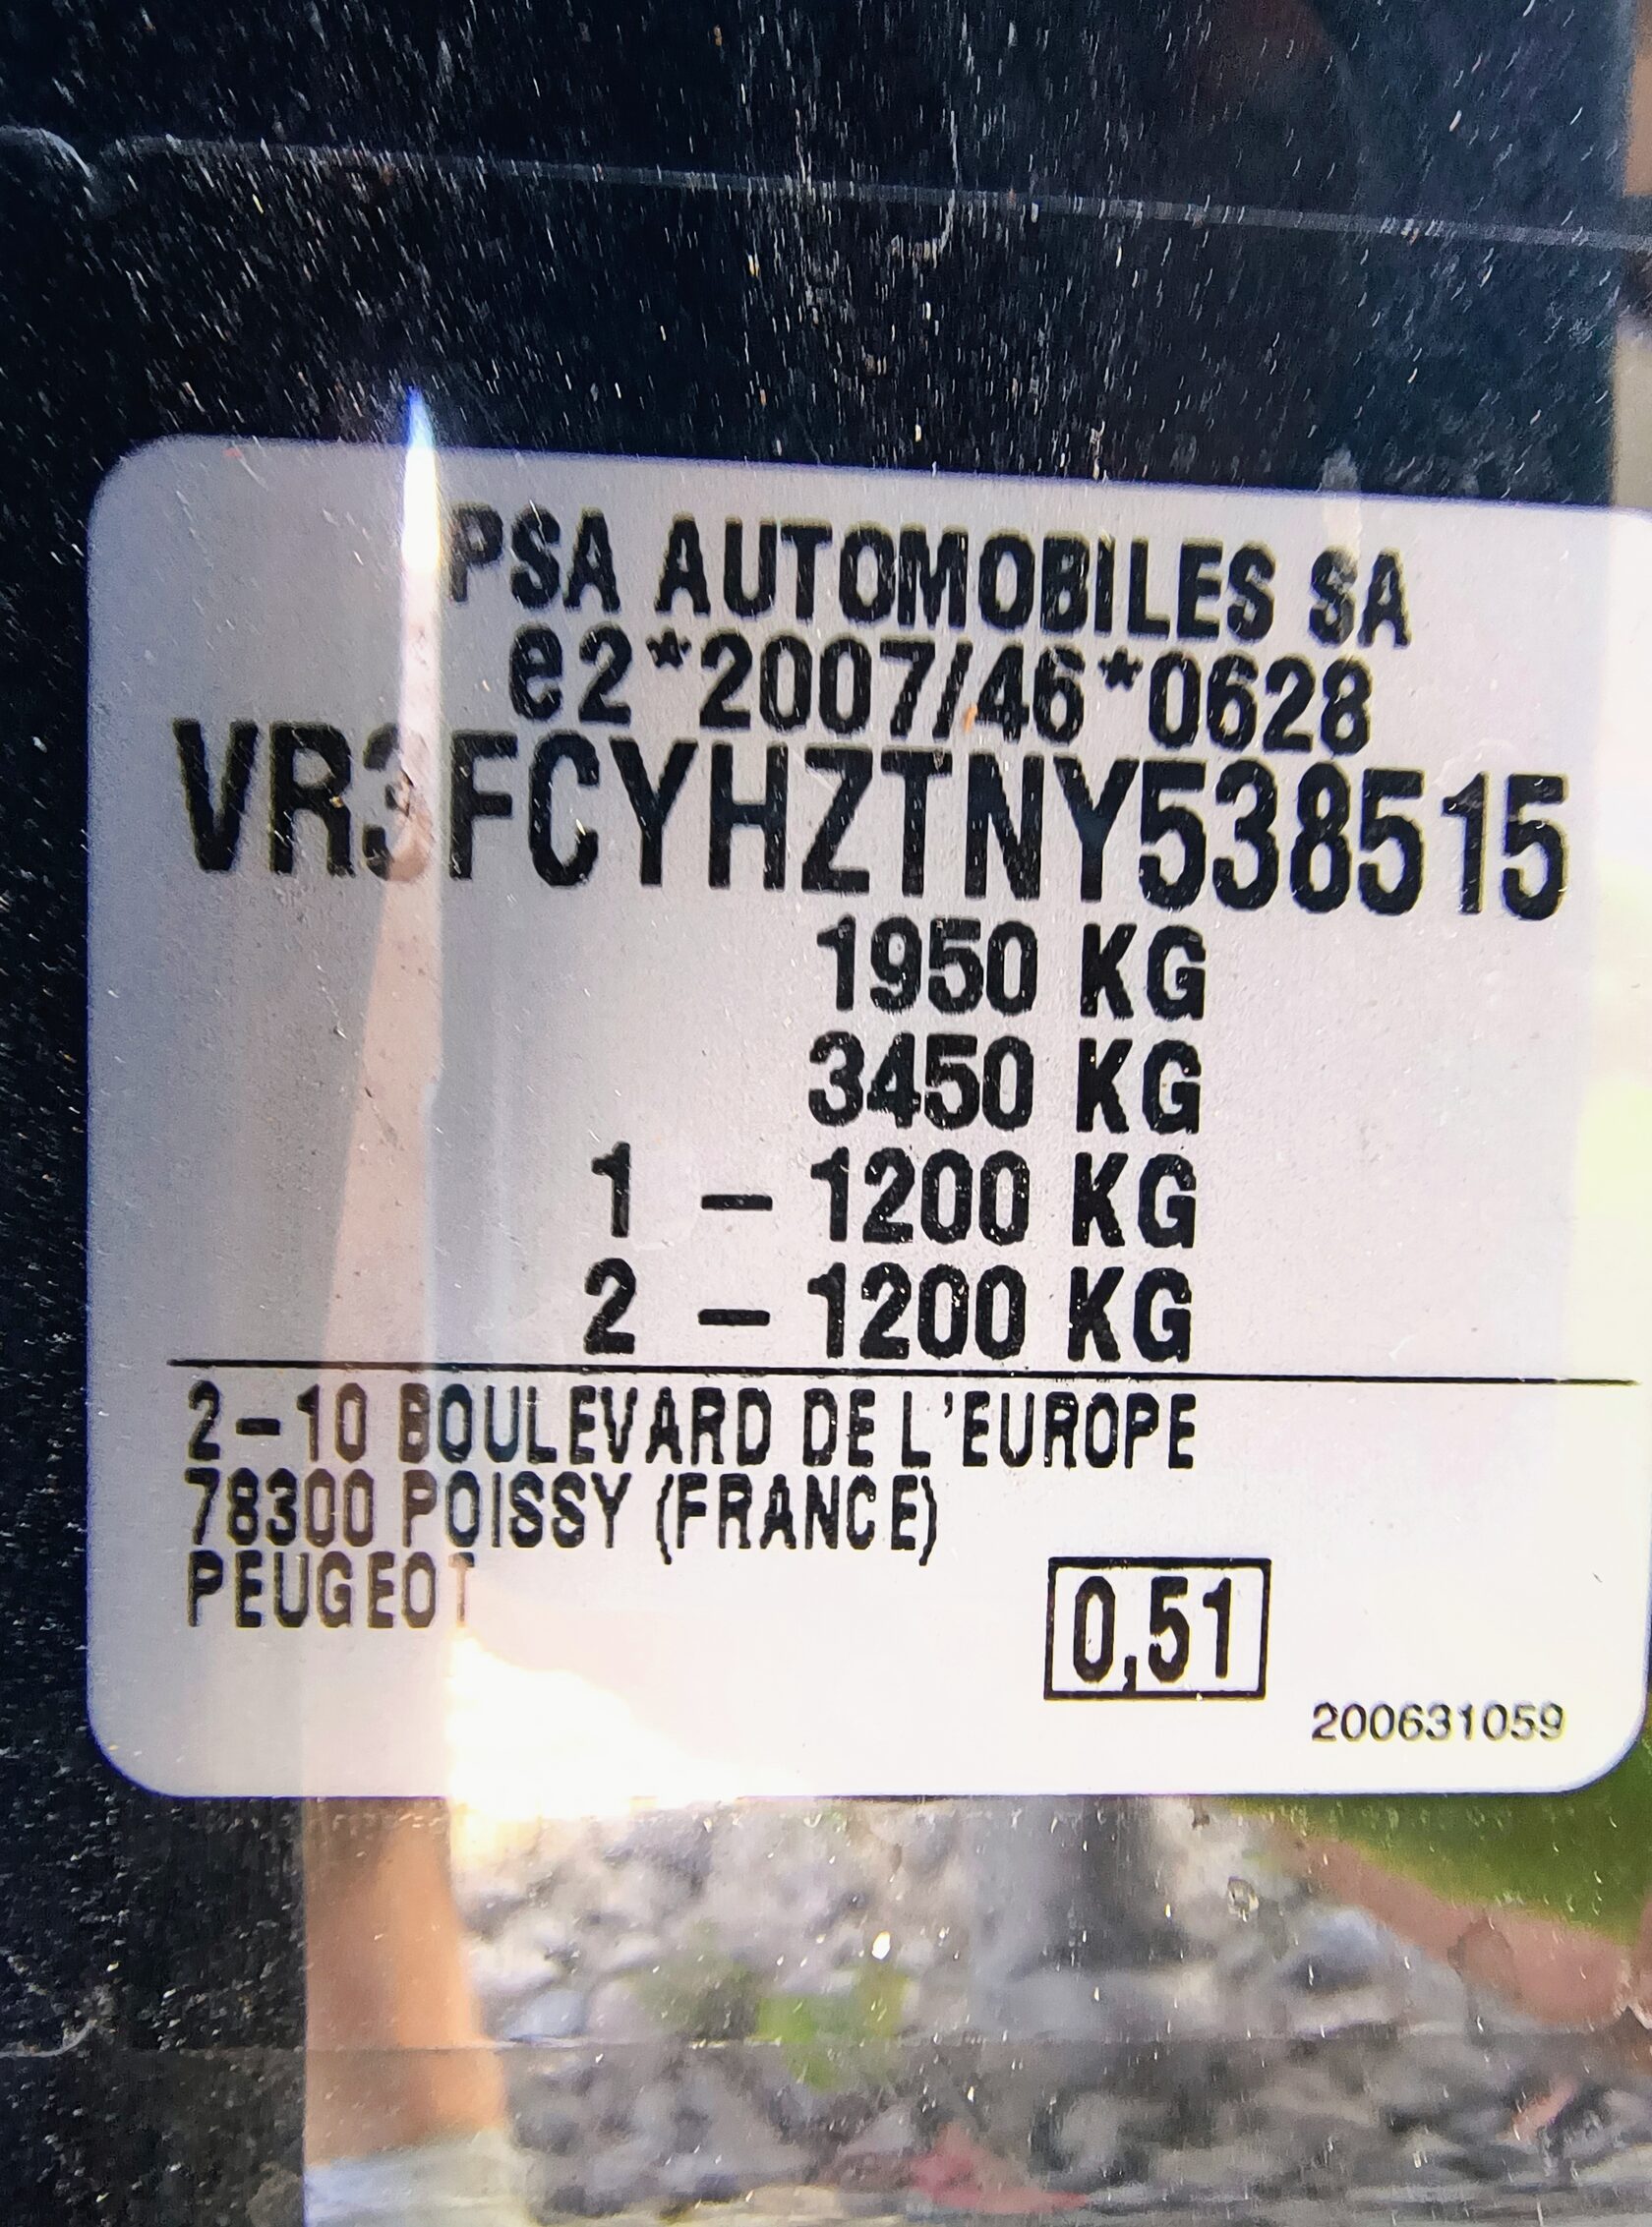 PSA AUTOMOBILES SA
e2*2007/46*0628
VR3FCYHZTNY538515
1950 KG
3450 KG
1 – 1200 KG
2 – 1200 KG
2–10 BOULEVARD DE L'EUROPE
78300 POISSY (FRANCE)
PEUGEOT
0,51
200631059